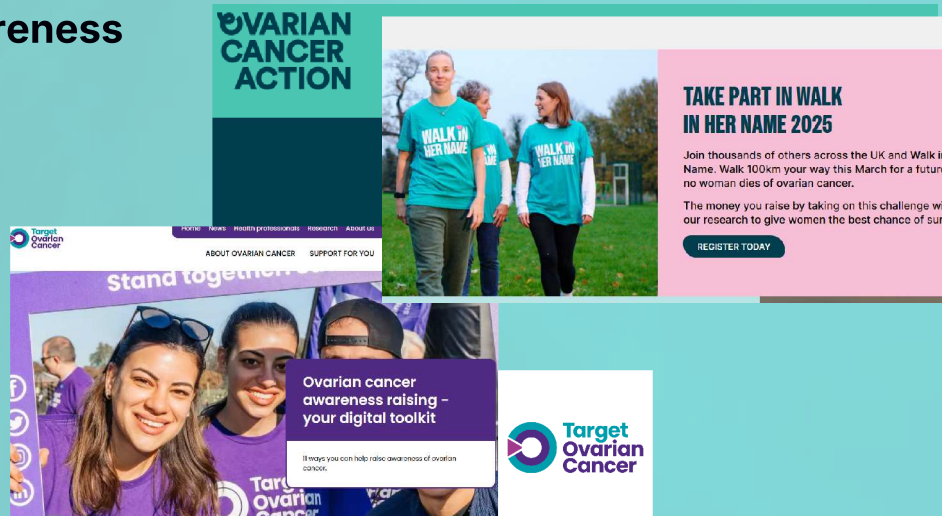 reness
OVARIAN
CANCER
ACTION
WALK IN
HER NAME
WALK IN
HER NAME
TAKE PART IN WALK
IN HER NAME 2025
Join thousands of others across the UK and Walk i
Name. Walk 100km your way this March for a future
no woman dies of ovarian cancer.
The money you raise by taking on this challenge wi
our research to give women the best chance of sur
REGISTER TODAY
Target
Ovarian
Cancer
Home News Health professionals Research About us
ABOUT OVARIAN CANCER SUPPORT FOR YOU
Stand together
Ovarian cancer
awareness raising -
your digital toolkit
11 ways you can help raise awareness of ovarian
cancer.
Target
Ovarian
Cancer
Target
Ovarian
Cancer